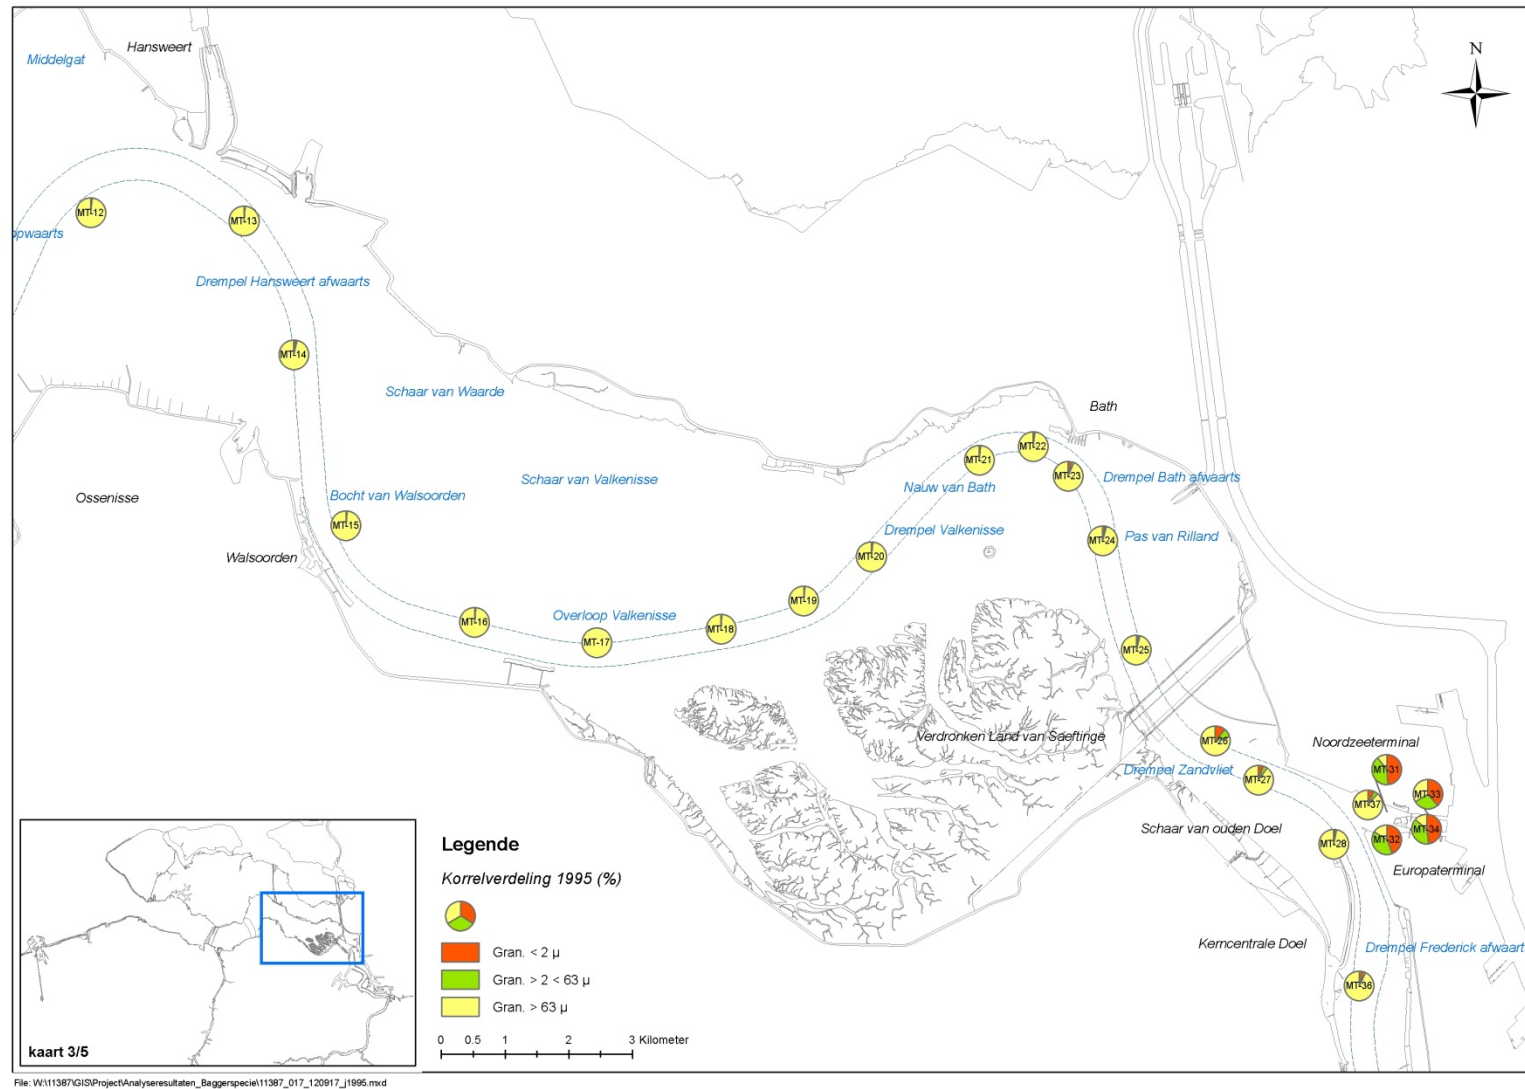 Hansweert
Middelgat
N
MT-12
MT-13
opwaarts
Drempel Hansweert afwaarts
MT-14
Schaar van Waarde
Bath
MT-22
MT-21
MT-23
Drempel Bath afwaarts
Schaar van Valkenisse
Nauw van Bath
Ossenisse
Bocht van Walsoorden
MT-15
Drempel Valkenisse
MT-24
Pas van Rilland
Walsoorden
MT-20
MT-19
Overloop Valkenisse
MT-16
MT-18
MT-17
MT-25
Verdronken Land van Saeftinge
MT-26
Noordzeeterminal
Drempel Zandvliet
MT-27
MT-31
MT-33
MT-37
Schaar van ouden Doel
MT-34
MT-28
MT-32
Europaterminal
Kerncentrale Doel
Drempel Frederick afwaart
MT-36
Legende
Korrelverdeling 1995 (%)
Gran. < 2 µ
Gran. > 2 < 63 µ
Gran. > 63 µ
0 0.5 1 2 3 Kilometer
kaart 3/5
File: W:\11387\GIS\Project\Analyseresultaten_Baggerspecie\11387_017_120917_j1995.mxd